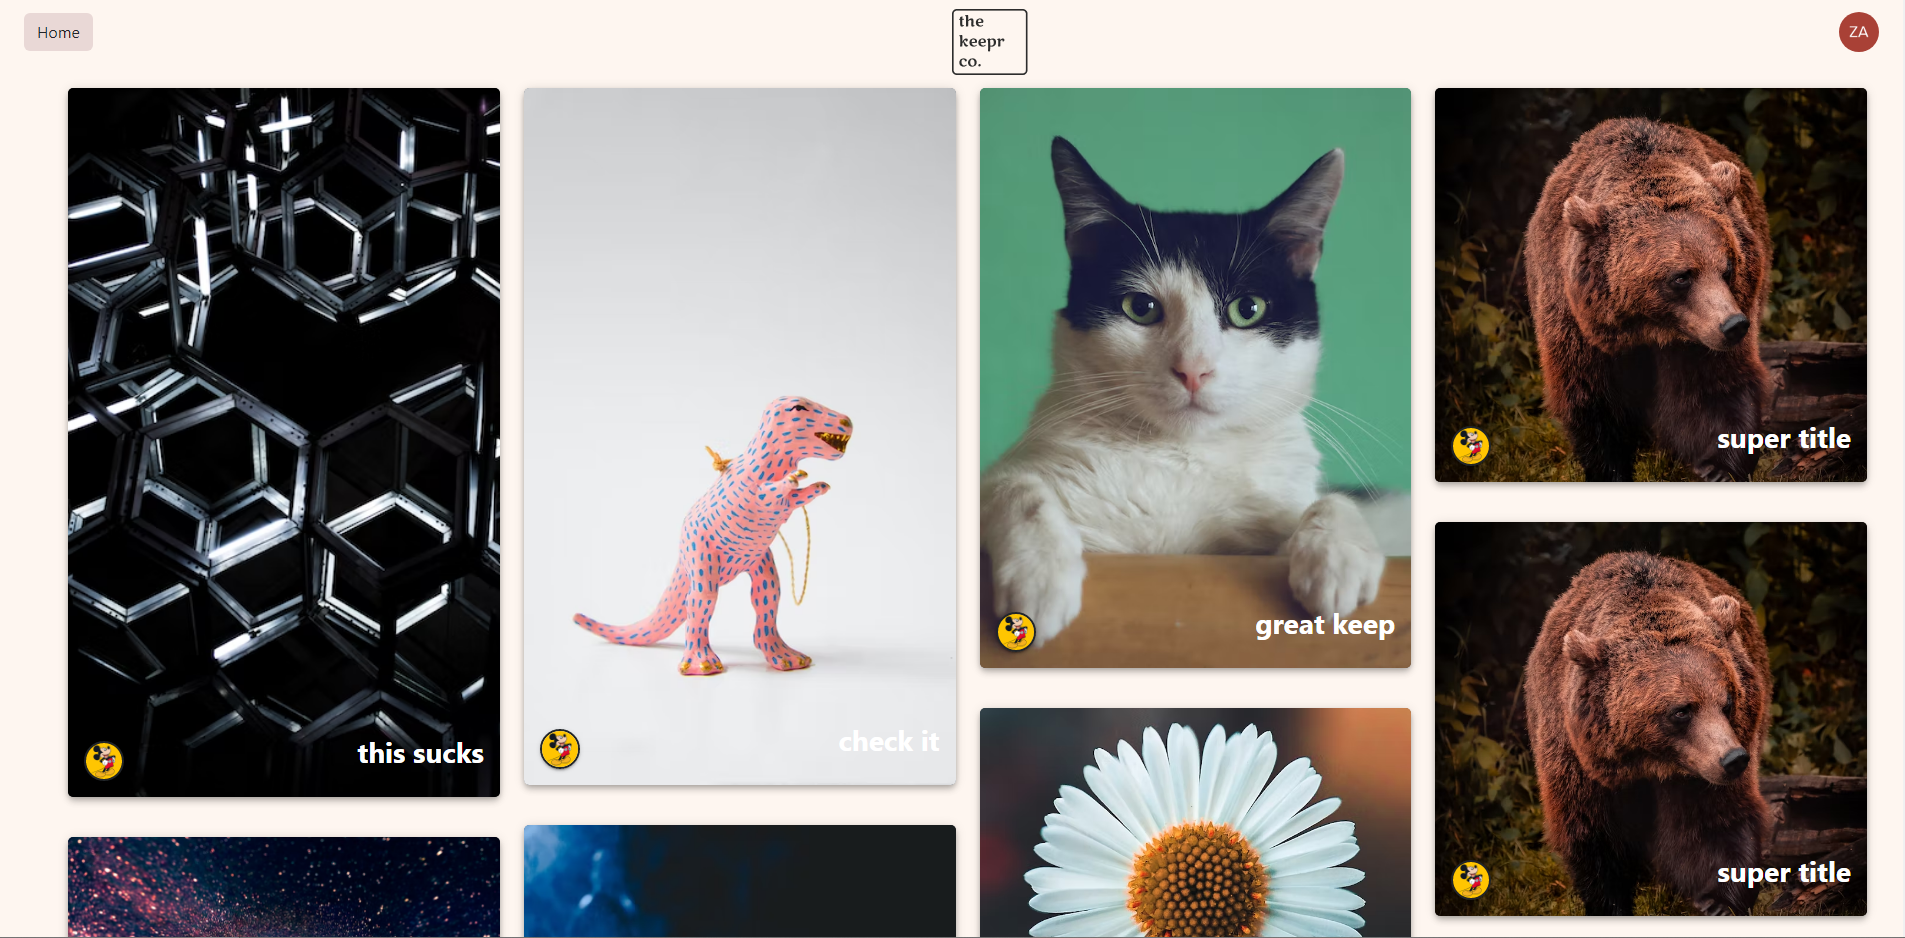 Home
the
keepr
co.
ZA
this sucks
check it
great keep
super title
super title